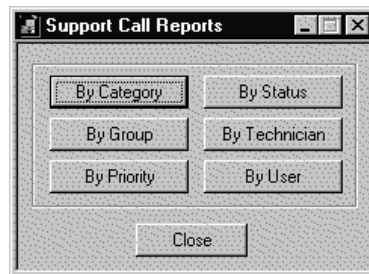 Support Call Reports
By Category By Status
By Group By Technician
By Priority By User
Close